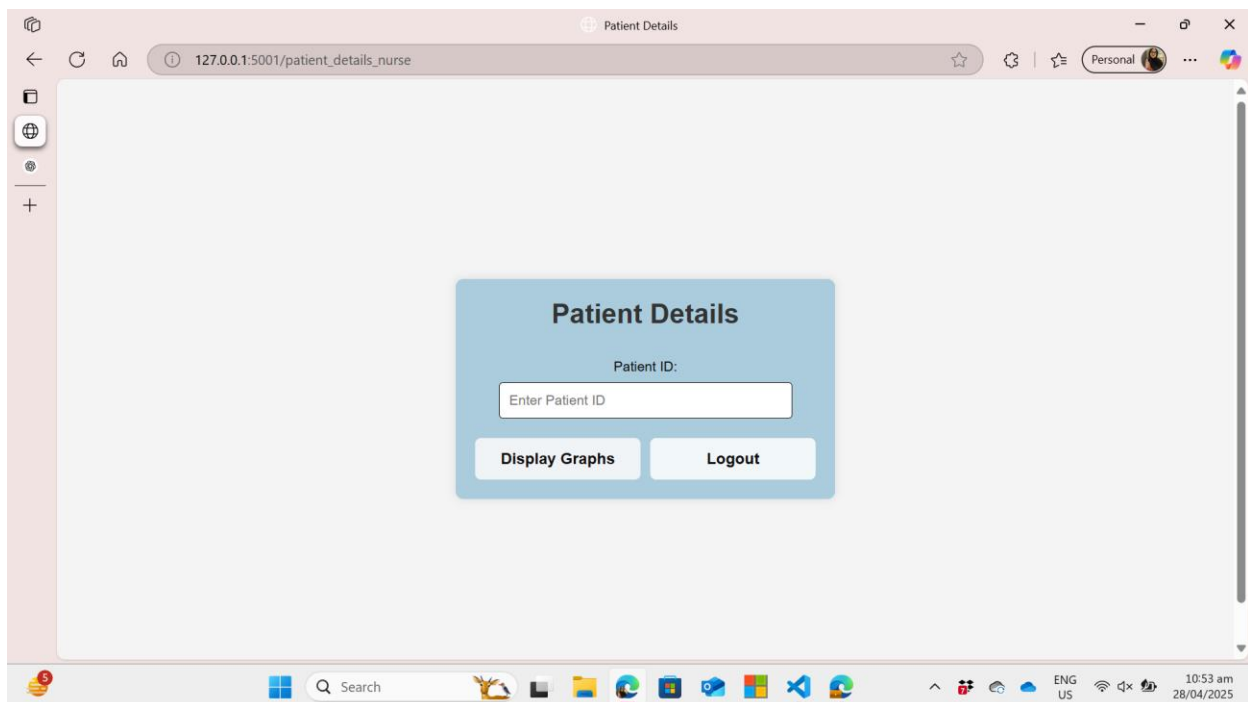 Patient Details
127.0.0.1:5001/patient_details_nurse
Personal
Patient Details
Patient ID:
Enter Patient ID
Display Graphs Logout
5
Search
7
ENG
US
10:53 am
28/04/2025